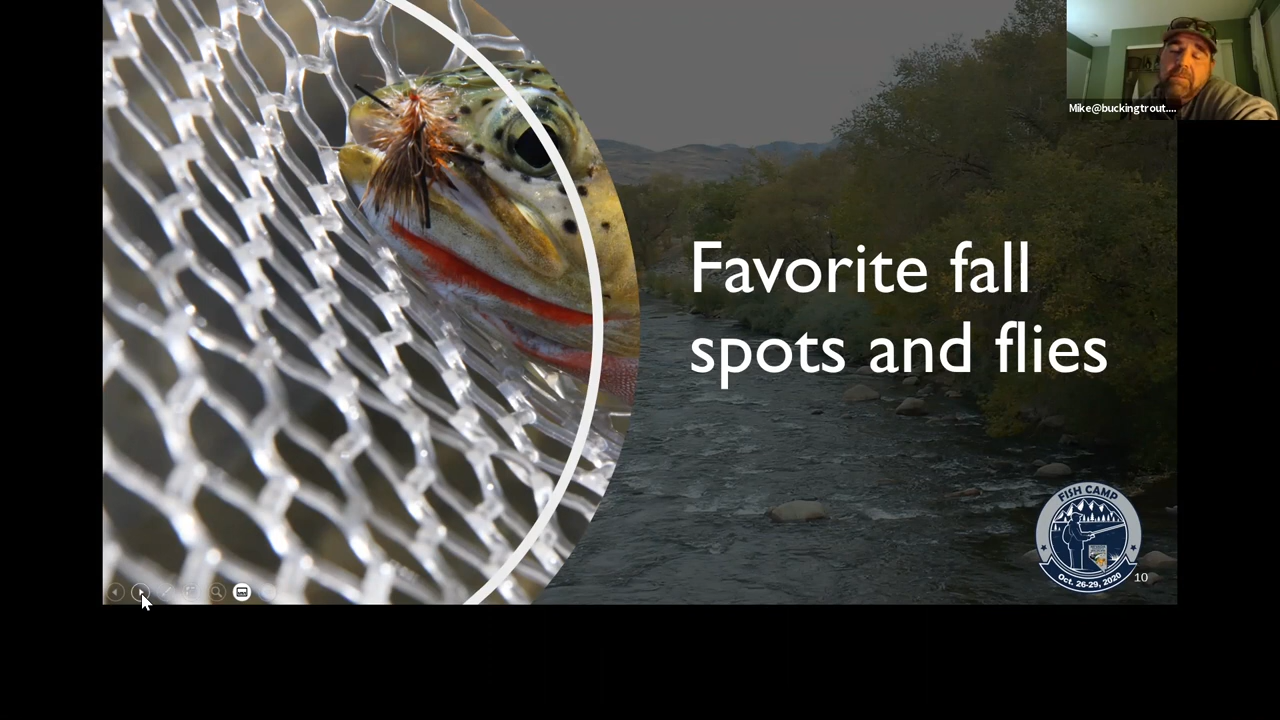 Mike@buckingtrout....
Favorite fall
spots and flies
FISH CAMP
Oct. 26-29, 2020
10